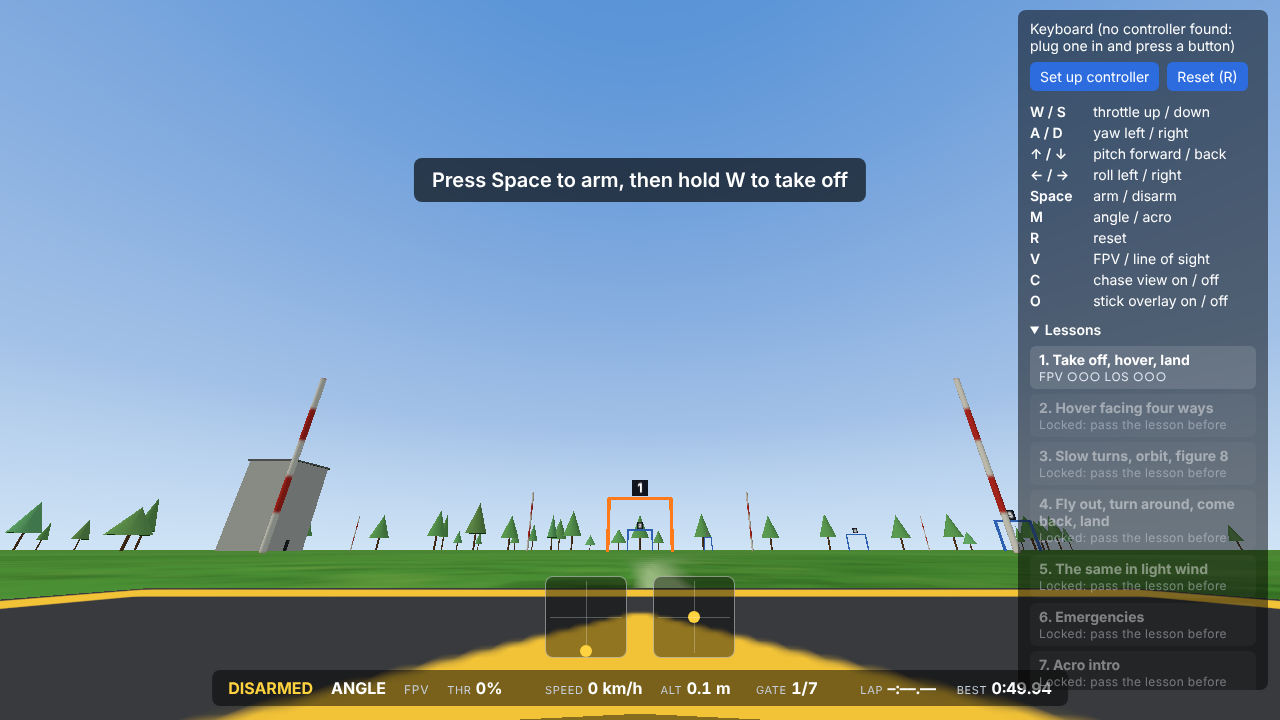 Keyboard (no controller found:
plug one in and press a button)
Set up controller
Reset (R)
W / S throttle up / down
A / D yaw left / right
↑ / ↓ pitch forward / back
← / → roll left / right
Space arm / disarm
M angle / acro
R reset
V FPV / line of sight
C chase view on / off
O stick overlay on / off
▼ Lessons
1. Take off, hover, land
FPV ○○○ LOS ○○○
2. Hover facing four ways
Locked: pass the lesson before
3. Slow turns, orbit, figure 8
Locked: pass the lesson before
4. Fly out, turn around, come
back, land
Locked: pass the lesson before
5. The same in light wind
Locked: pass the lesson before
6. Emergencies
Locked: pass the lesson before
7. Acro intro
Locked: pass the lesson before
Press Space to arm, then hold W to take off
1
DISARMED ANGLE FPV THR 0% SPEED 0 km/h ALT 0.1 m GATE 1/7 LAP –:––.–– BEST 0:49.94